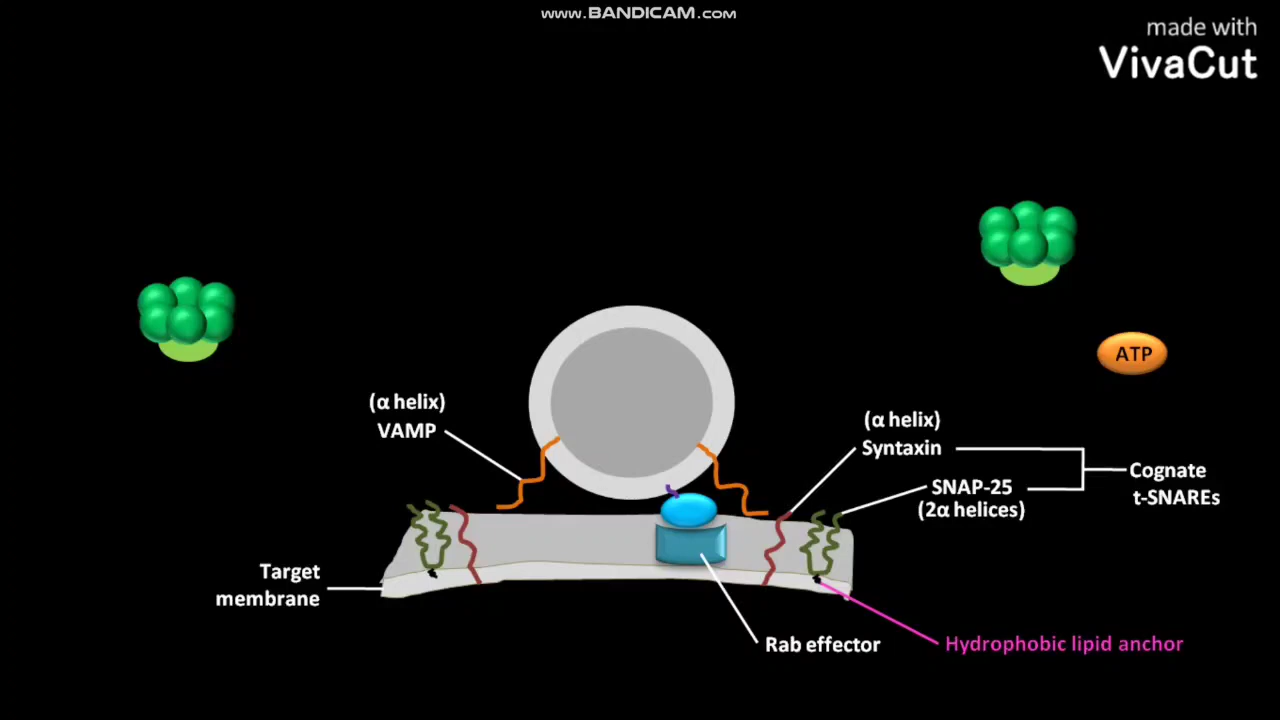 www.BANDICAM.com
made with
VivaCut
ATP
(α helix)
VAMP
(α helix)
Syntaxin
SNAP-25
(2α helices)
Cognate
t-SNAREs
Target
membrane
Rab effector
Hydrophobic lipid anchor